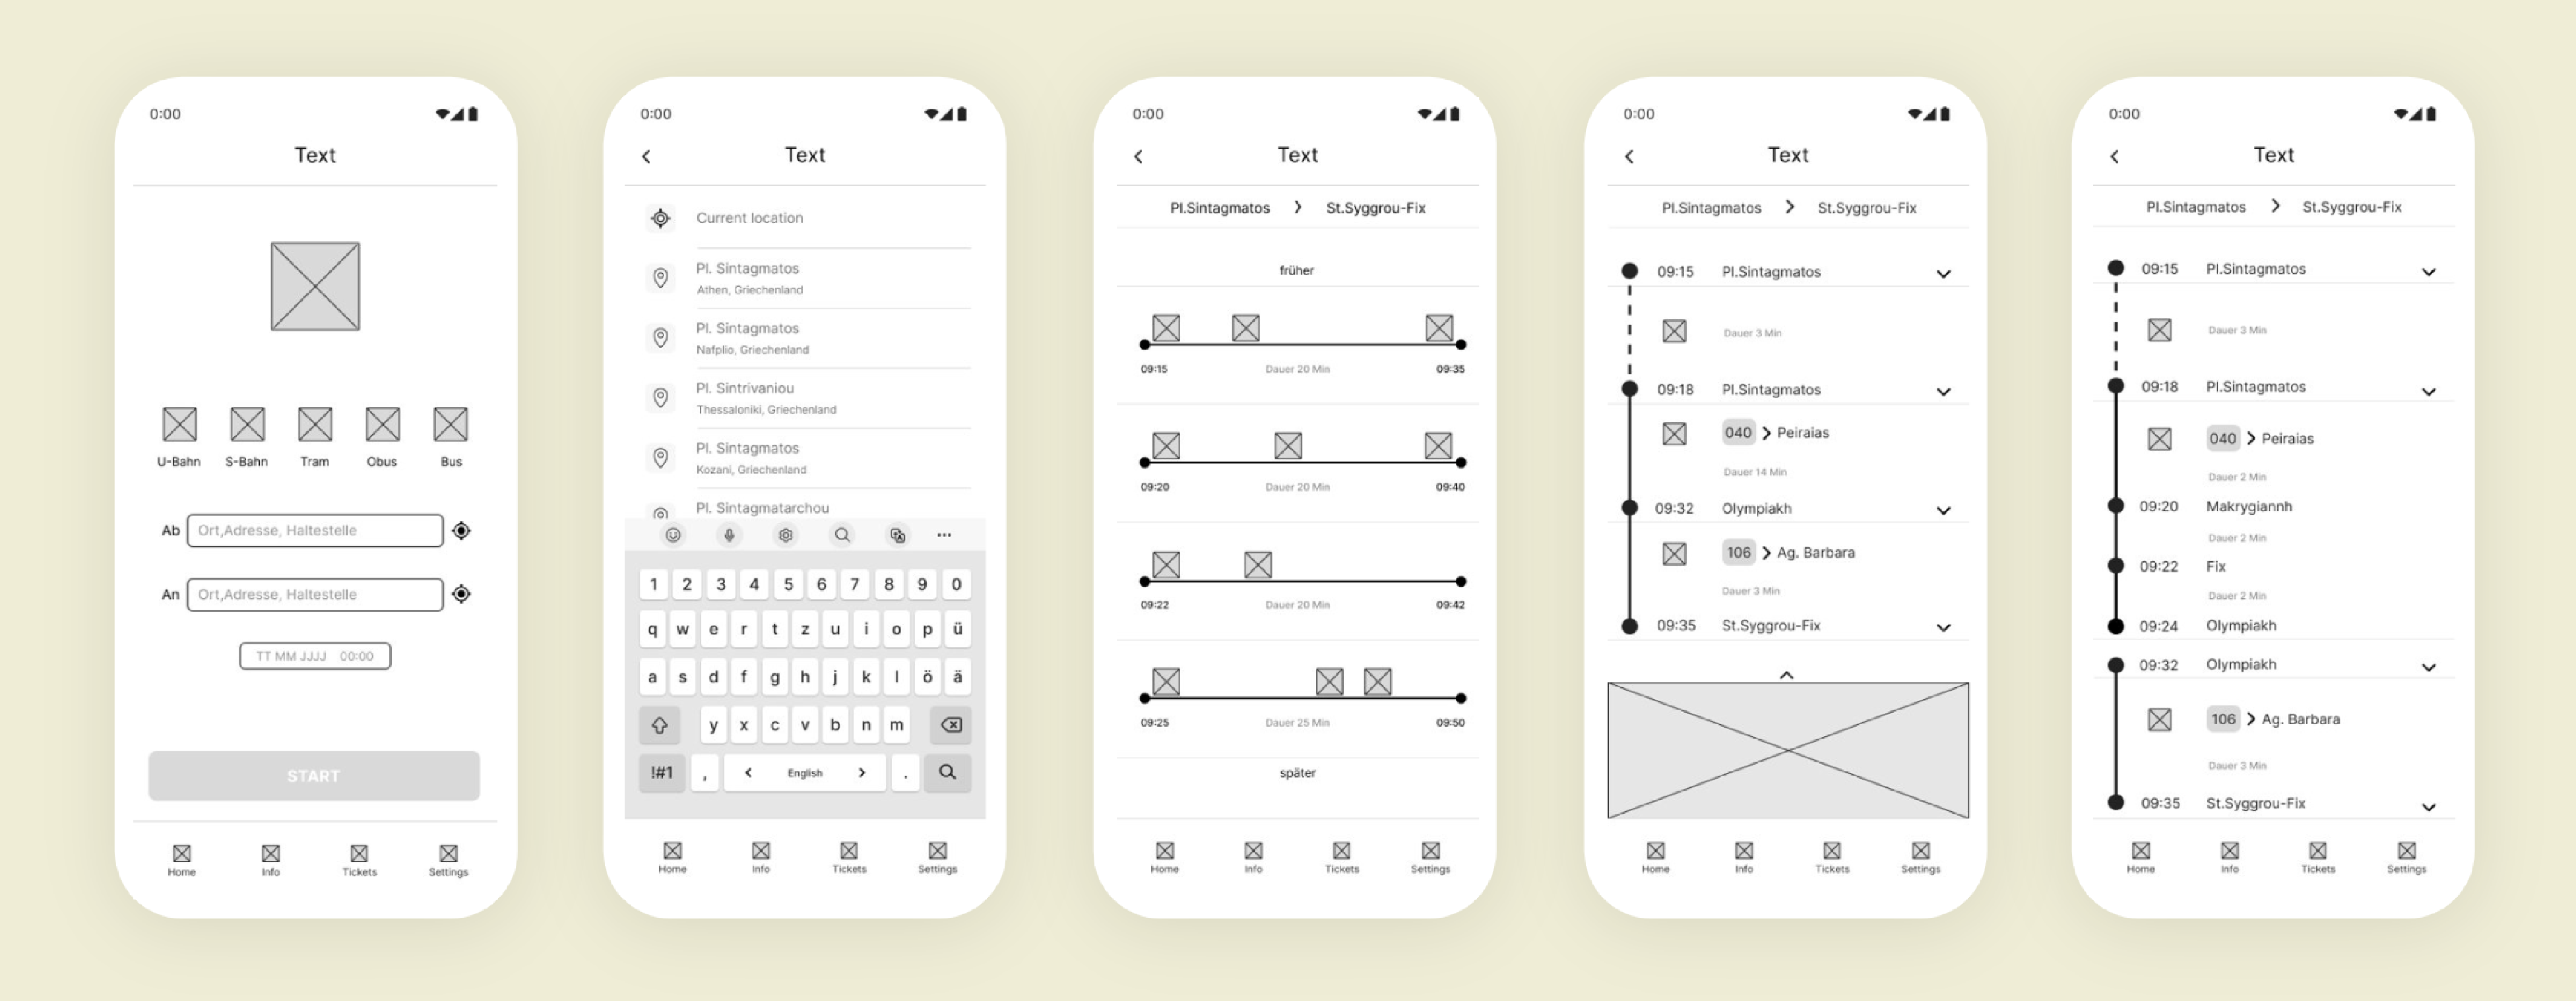 0:00
Text
U-Bahn S-Bahn Tram Obus Bus
Ab Ort,Adresse, Haltestelle
An Ort,Adresse, Haltestelle
TT MM JJJJ 00:00
START
Home Info Tickets Settings
0:00
Text
Current location
Pl. Sintagmatos
Athen, Griechenland
Pl. Sintagmatos
Nafplio, Griechenland
Pl. Sintrivaniou
Thessaloniki, Griechenland
Pl. Sintagmatos
Kozani, Griechenland
Pl. Sintagmatarchou
1 2 3 4 5 6 7 8 9 0
q w e r t z u i o p ü
a s d f g h j k l ö ä
y x c v b n m
!#1 , < English > .
Home Info Tickets Settings
0:00
Text
Pl.Sintagmatos > St.Syggrou-Fix
früher
09:15 Dauer 20 Min 09:35
09:20 Dauer 20 Min 09:40
09:22 Dauer 20 Min 09:42
09:25 Dauer 25 Min 09:50
später
Home Info Tickets Settings
0:00
Text
Pl.Sintagmatos > St.Syggrou-Fix
09:15 Pl.Sintagmatos
Dauer 3 Min
09:18 Pl.Sintagmatos
040 > Peiraias
Dauer 14 Min
09:32 Olympiakh
106 > Ag. Barbara
Dauer 3 Min
09:35 St.Syggrou-Fix
Home Info Tickets Settings
0:00
Text
Pl.Sintagmatos > St.Syggrou-Fix
09:15 Pl.Sintagmatos
Dauer 3 Min
09:18 Pl.Sintagmatos
040 > Peiraias
Dauer 2 Min
09:20 Makrygiannh
Dauer 2 Min
09:22 Fix
Dauer 2 Min
09:24 Olympiakh
09:32 Olympiakh
106 > Ag. Barbara
Dauer 3 Min
09:35 St.Syggrou-Fix
Home Info Tickets Settings